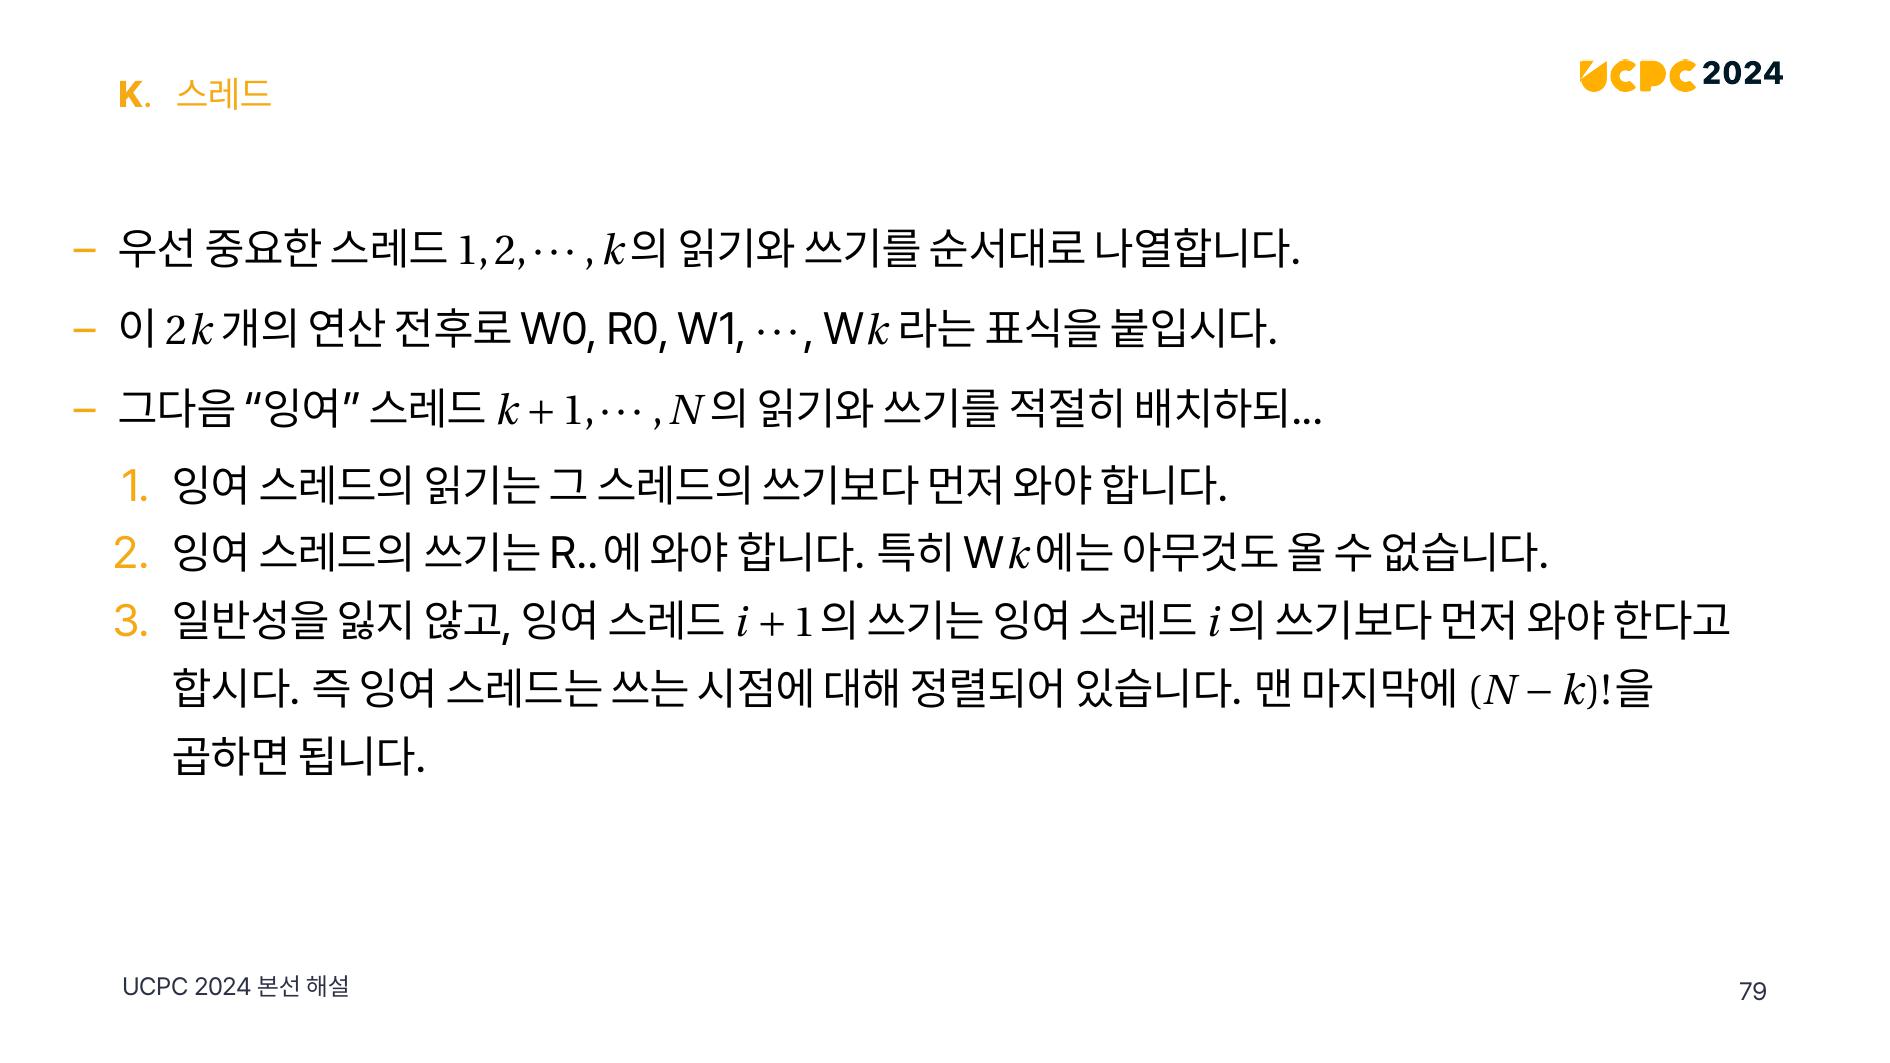 K. 스레드
UCPC 2024
– 우선 중요한 스레드 1, 2, ⋯ , k의 읽기와 쓰기를 순서대로 나열합니다.
– 이 2k개의 연산 전후로 W0, R0, W1, ⋯, Wk라는 표식을 붙입시다.
– 그다음 “잉여” 스레드 k + 1, ⋯ , N의 읽기와 쓰기를 적절히 배치하되...
1. 잉여 스레드의 읽기는 그 스레드의 쓰기보다 먼저 와야 합니다.
2. 잉여 스레드의 쓰기는 R..에 와야 합니다. 특히 Wk에는 아무것도 올 수 없습니다.
3. 일반성을 잃지 않고, 잉여 스레드 i + 1의 쓰기는 잉여 스레드 i의 쓰기보다 먼저 와야 한다고
합시다. 즉 잉여 스레드는 쓰는 시점에 대해 정렬되어 있습니다. 맨 마지막에 (N − k)!을
곱하면 됩니다.
UCPC 2024 본선 해설
79